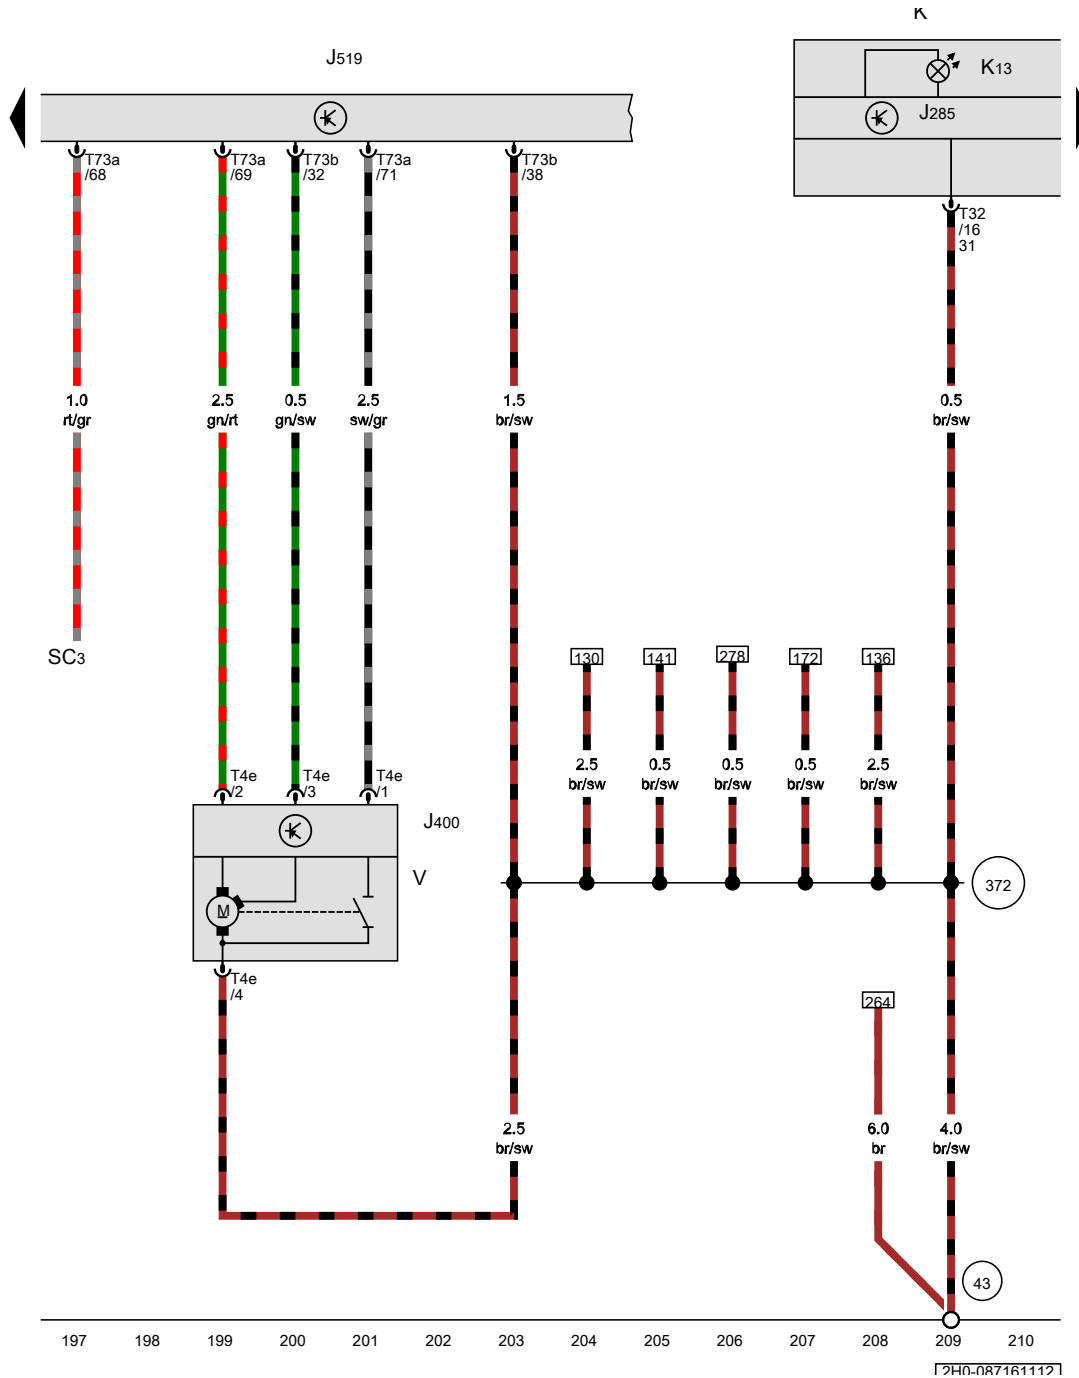 K
J519
K13
J285
T73a
/68
T73a
/69
T73b
/32
T73a
/71
T73b
/38
T32
/16
31
1.0
rt/gr
2.5
gn/rt
0.5
gn/sw
2.5
sw/gr
1.5
br/sw
0.5
br/sw
SC3
130
141
278
172
136
2.5
br/sw
0.5
br/sw
0.5
br/sw
0.5
br/sw
2.5
br/sw
T4e
/2
T4e
/3
T4e
/1
J400
V
M
372
T4e
/4
264
2.5
br/sw
6.0
br
4.0
br/sw
43
197 198 199 200 201 202 203 204 205 206 207 208 209 210
2H0-087161112